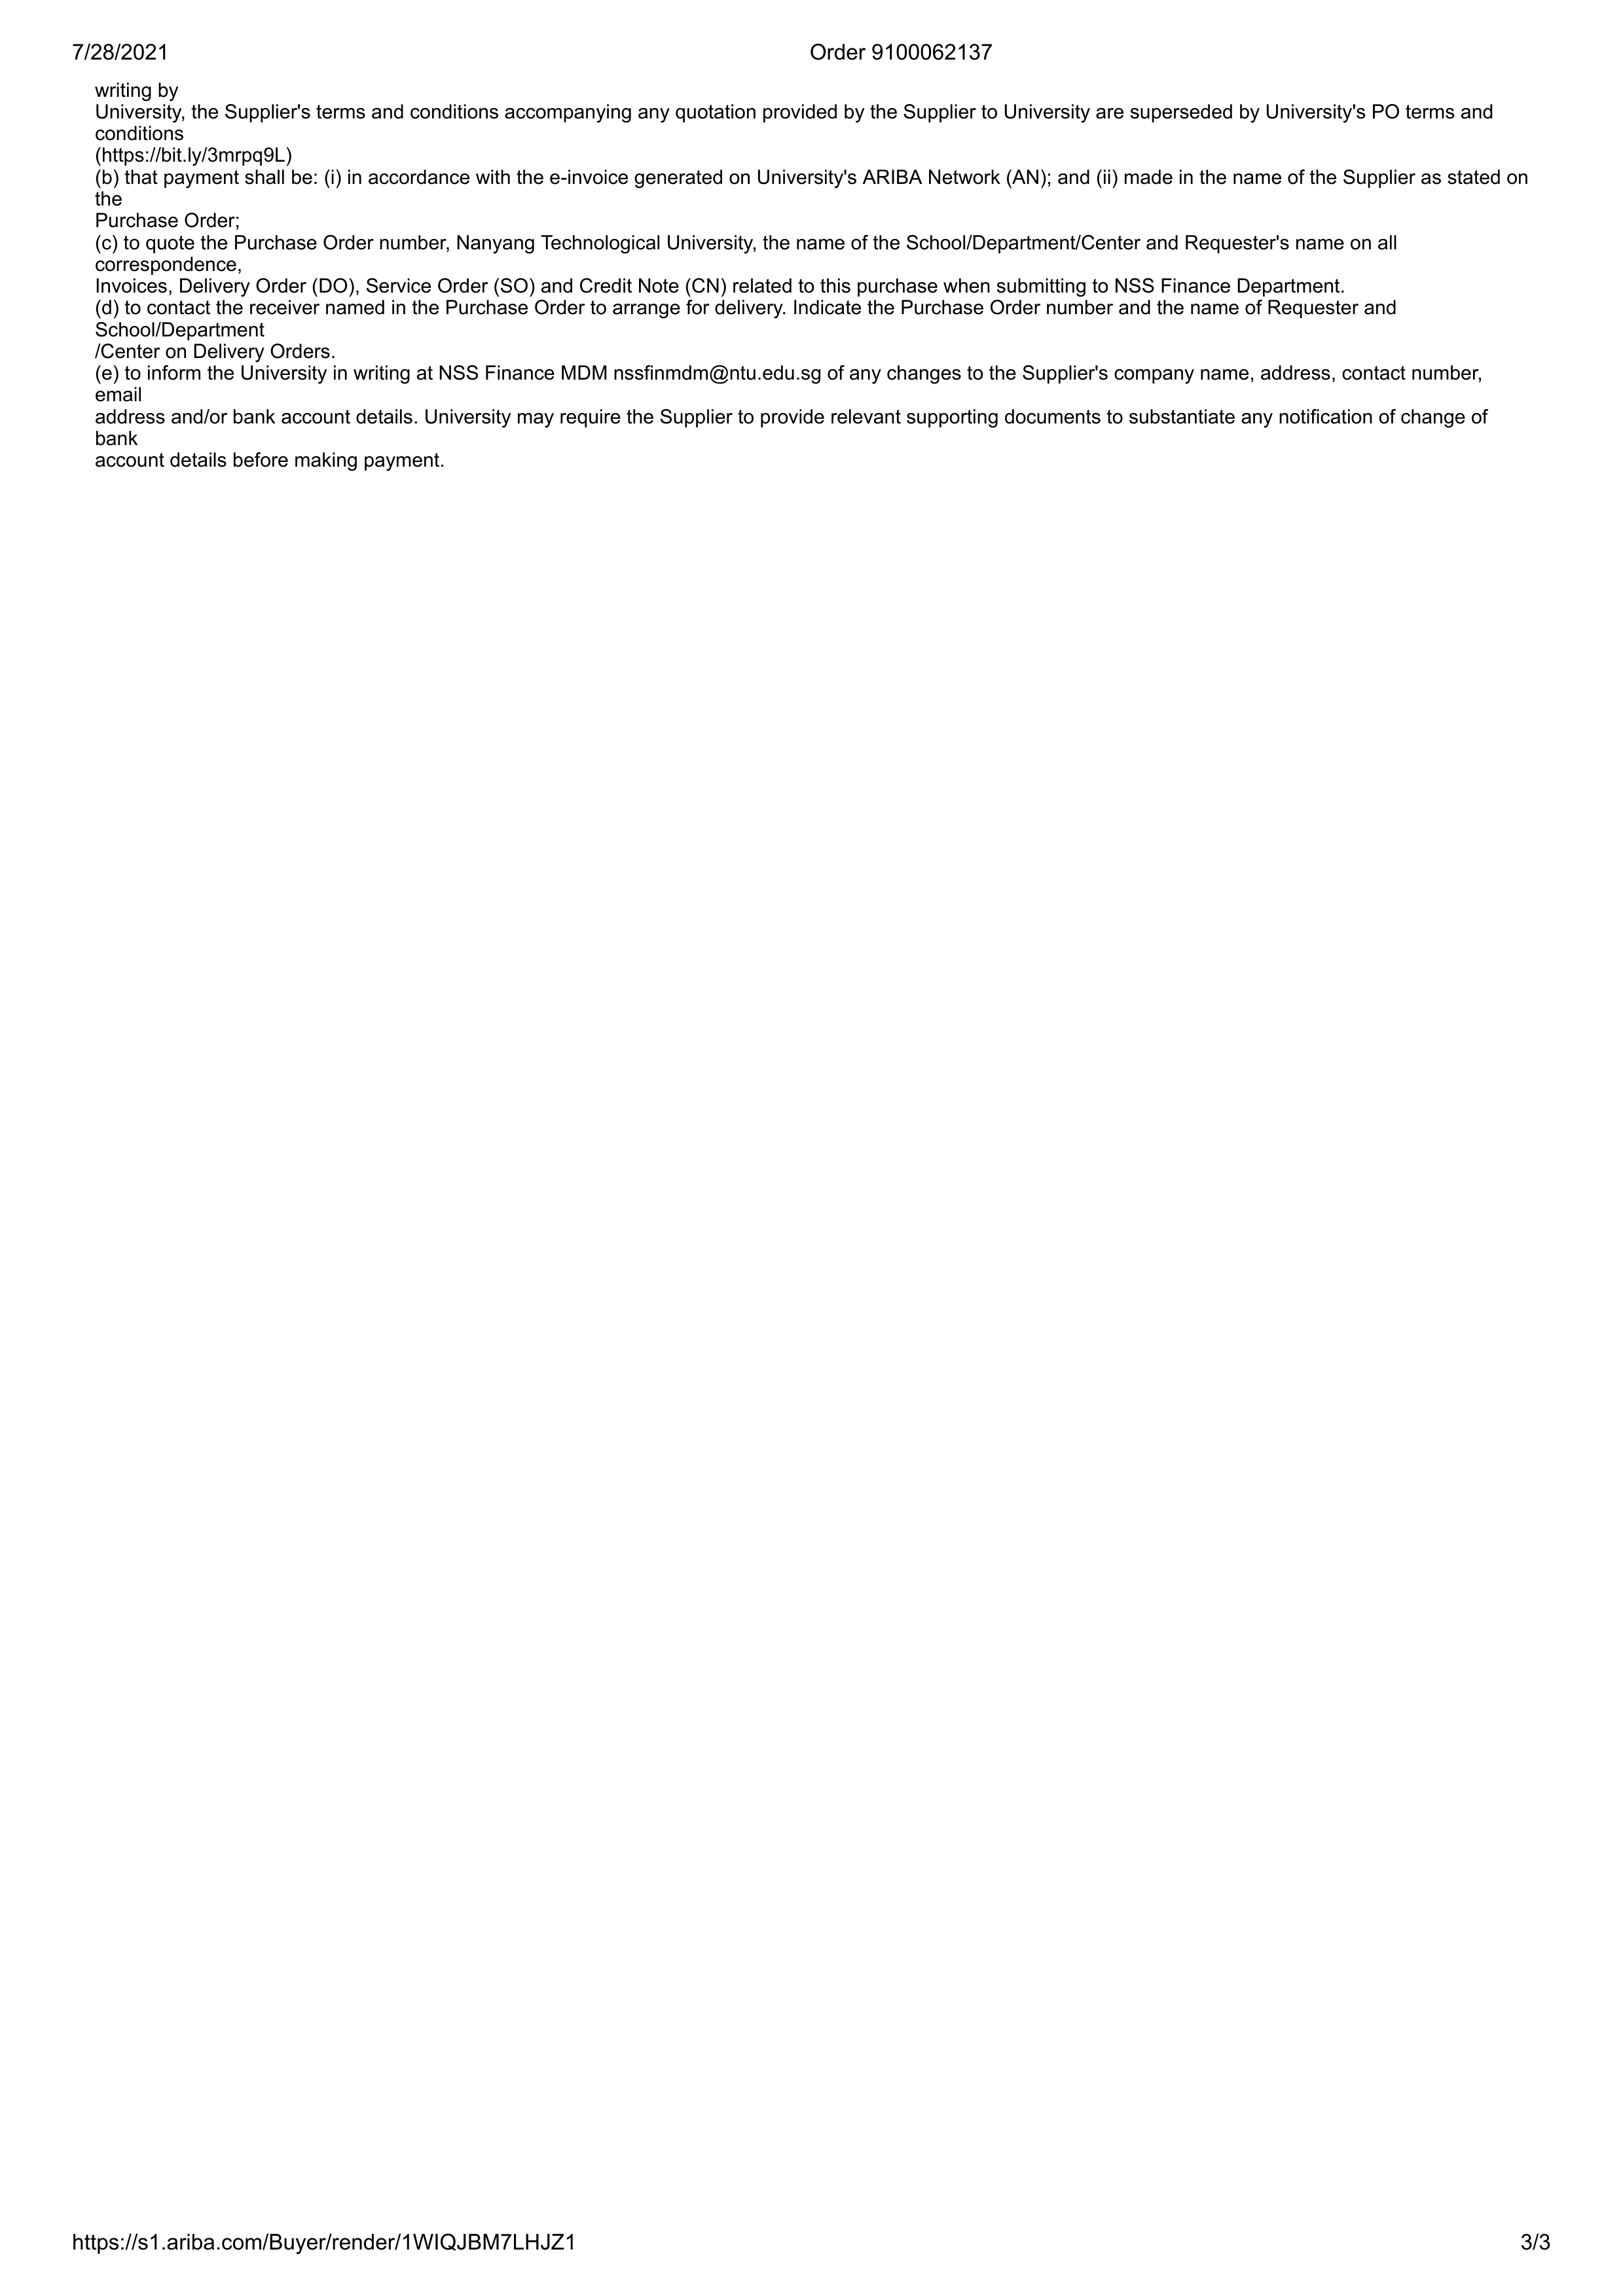 7/28/2021 Order 9100062137
writing by
University, the Supplier's terms and conditions accompanying any quotation provided by the Supplier to University are superseded by University's PO terms and
conditions
(https://bit.ly/3mrpq9L)
(b) that payment shall be: (i) in accordance with the e-invoice generated on University's ARIBA Network (AN); and (ii) made in the name of the Supplier as stated on
the
Purchase Order;
(c) to quote the Purchase Order number, Nanyang Technological University, the name of the School/Department/Center and Requester's name on all
correspondence,
Invoices, Delivery Order (DO), Service Order (SO) and Credit Note (CN) related to this purchase when submitting to NSS Finance Department.
(d) to contact the receiver named in the Purchase Order to arrange for delivery. Indicate the Purchase Order number and the name of Requester and
School/Department
/Center on Delivery Orders.
(e) to inform the University in writing at NSS Finance MDM nssfinmdm@ntu.edu.sg of any changes to the Supplier's company name, address, contact number,
email
address and/or bank account details. University may require the Supplier to provide relevant supporting documents to substantiate any notification of change of
bank
account details before making payment.
https://s1.ariba.com/Buyer/render/1WIQJBM7LHJZ1 3/3